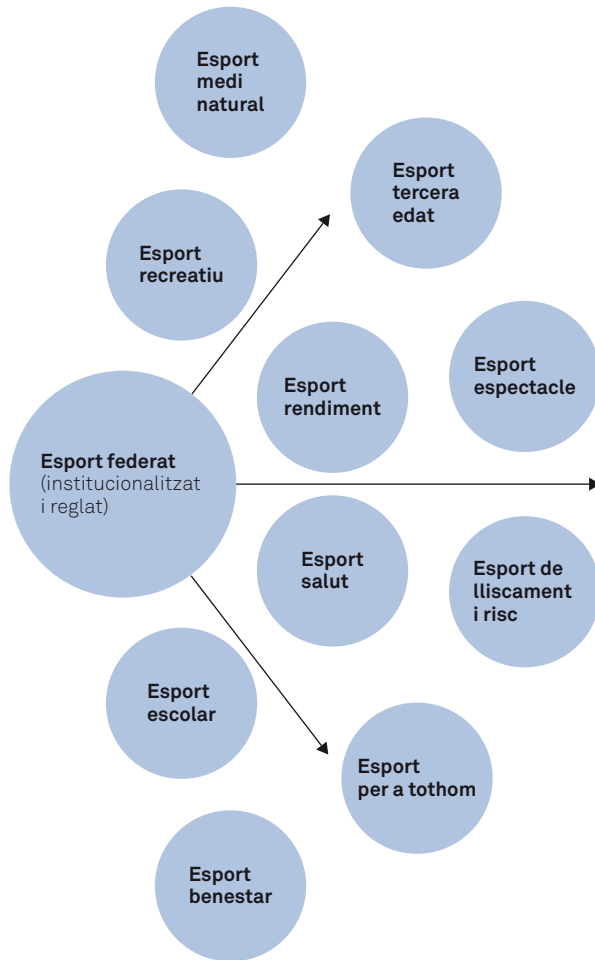 Esport
medi
natural
Esport
tercera
edat
Esport
recreatiu
Esport
rendiment
Esport
espectacle
Esport federat
(institucionalitzat
i reglat)
Esport
salut
Esport de
lliscament
i risc
Esport
escolar
Esport
per a tothom
Esport
benestar